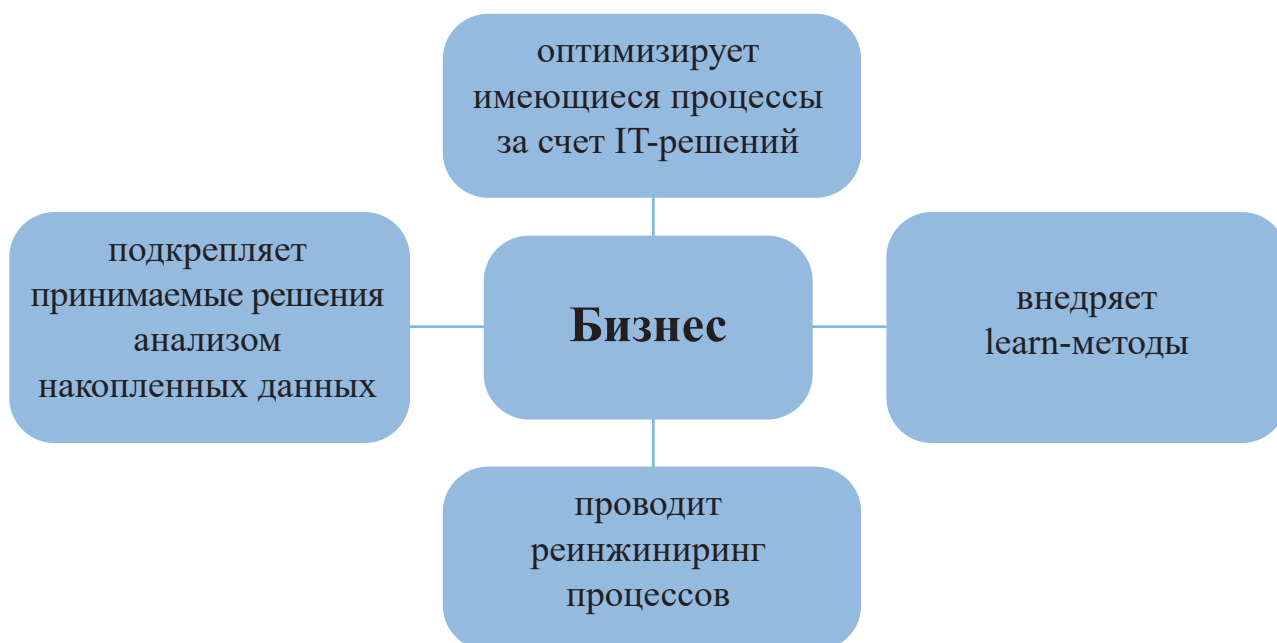 оптимизирует
имеющиеся процессы
за счет IT-решений
подкрепляет
принимаемые решения
анализом
накопленных данных
Бизнес
внедряет
learn-методы
проводит
реинжиниринг
процессов